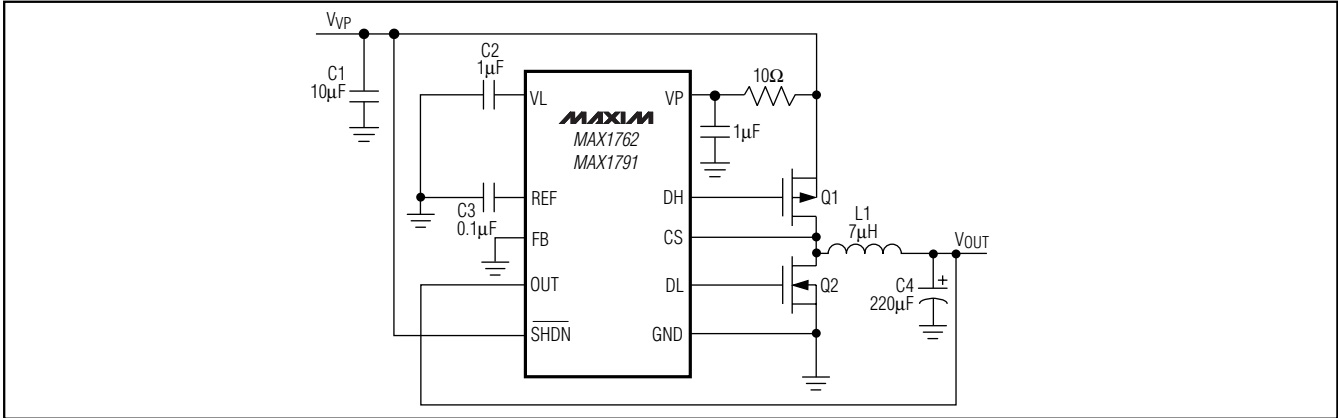 VVP
C1
10μF
C2
1μF
VL
VP
10Ω
1μF
MAXIM
MAX1762
MAX1791
C3
0.1μF
REF
DH
Q1
FB
CS
L1
7μH
VOUT
OUT
DL
Q2
C4
220μF
+
SHDN
GND